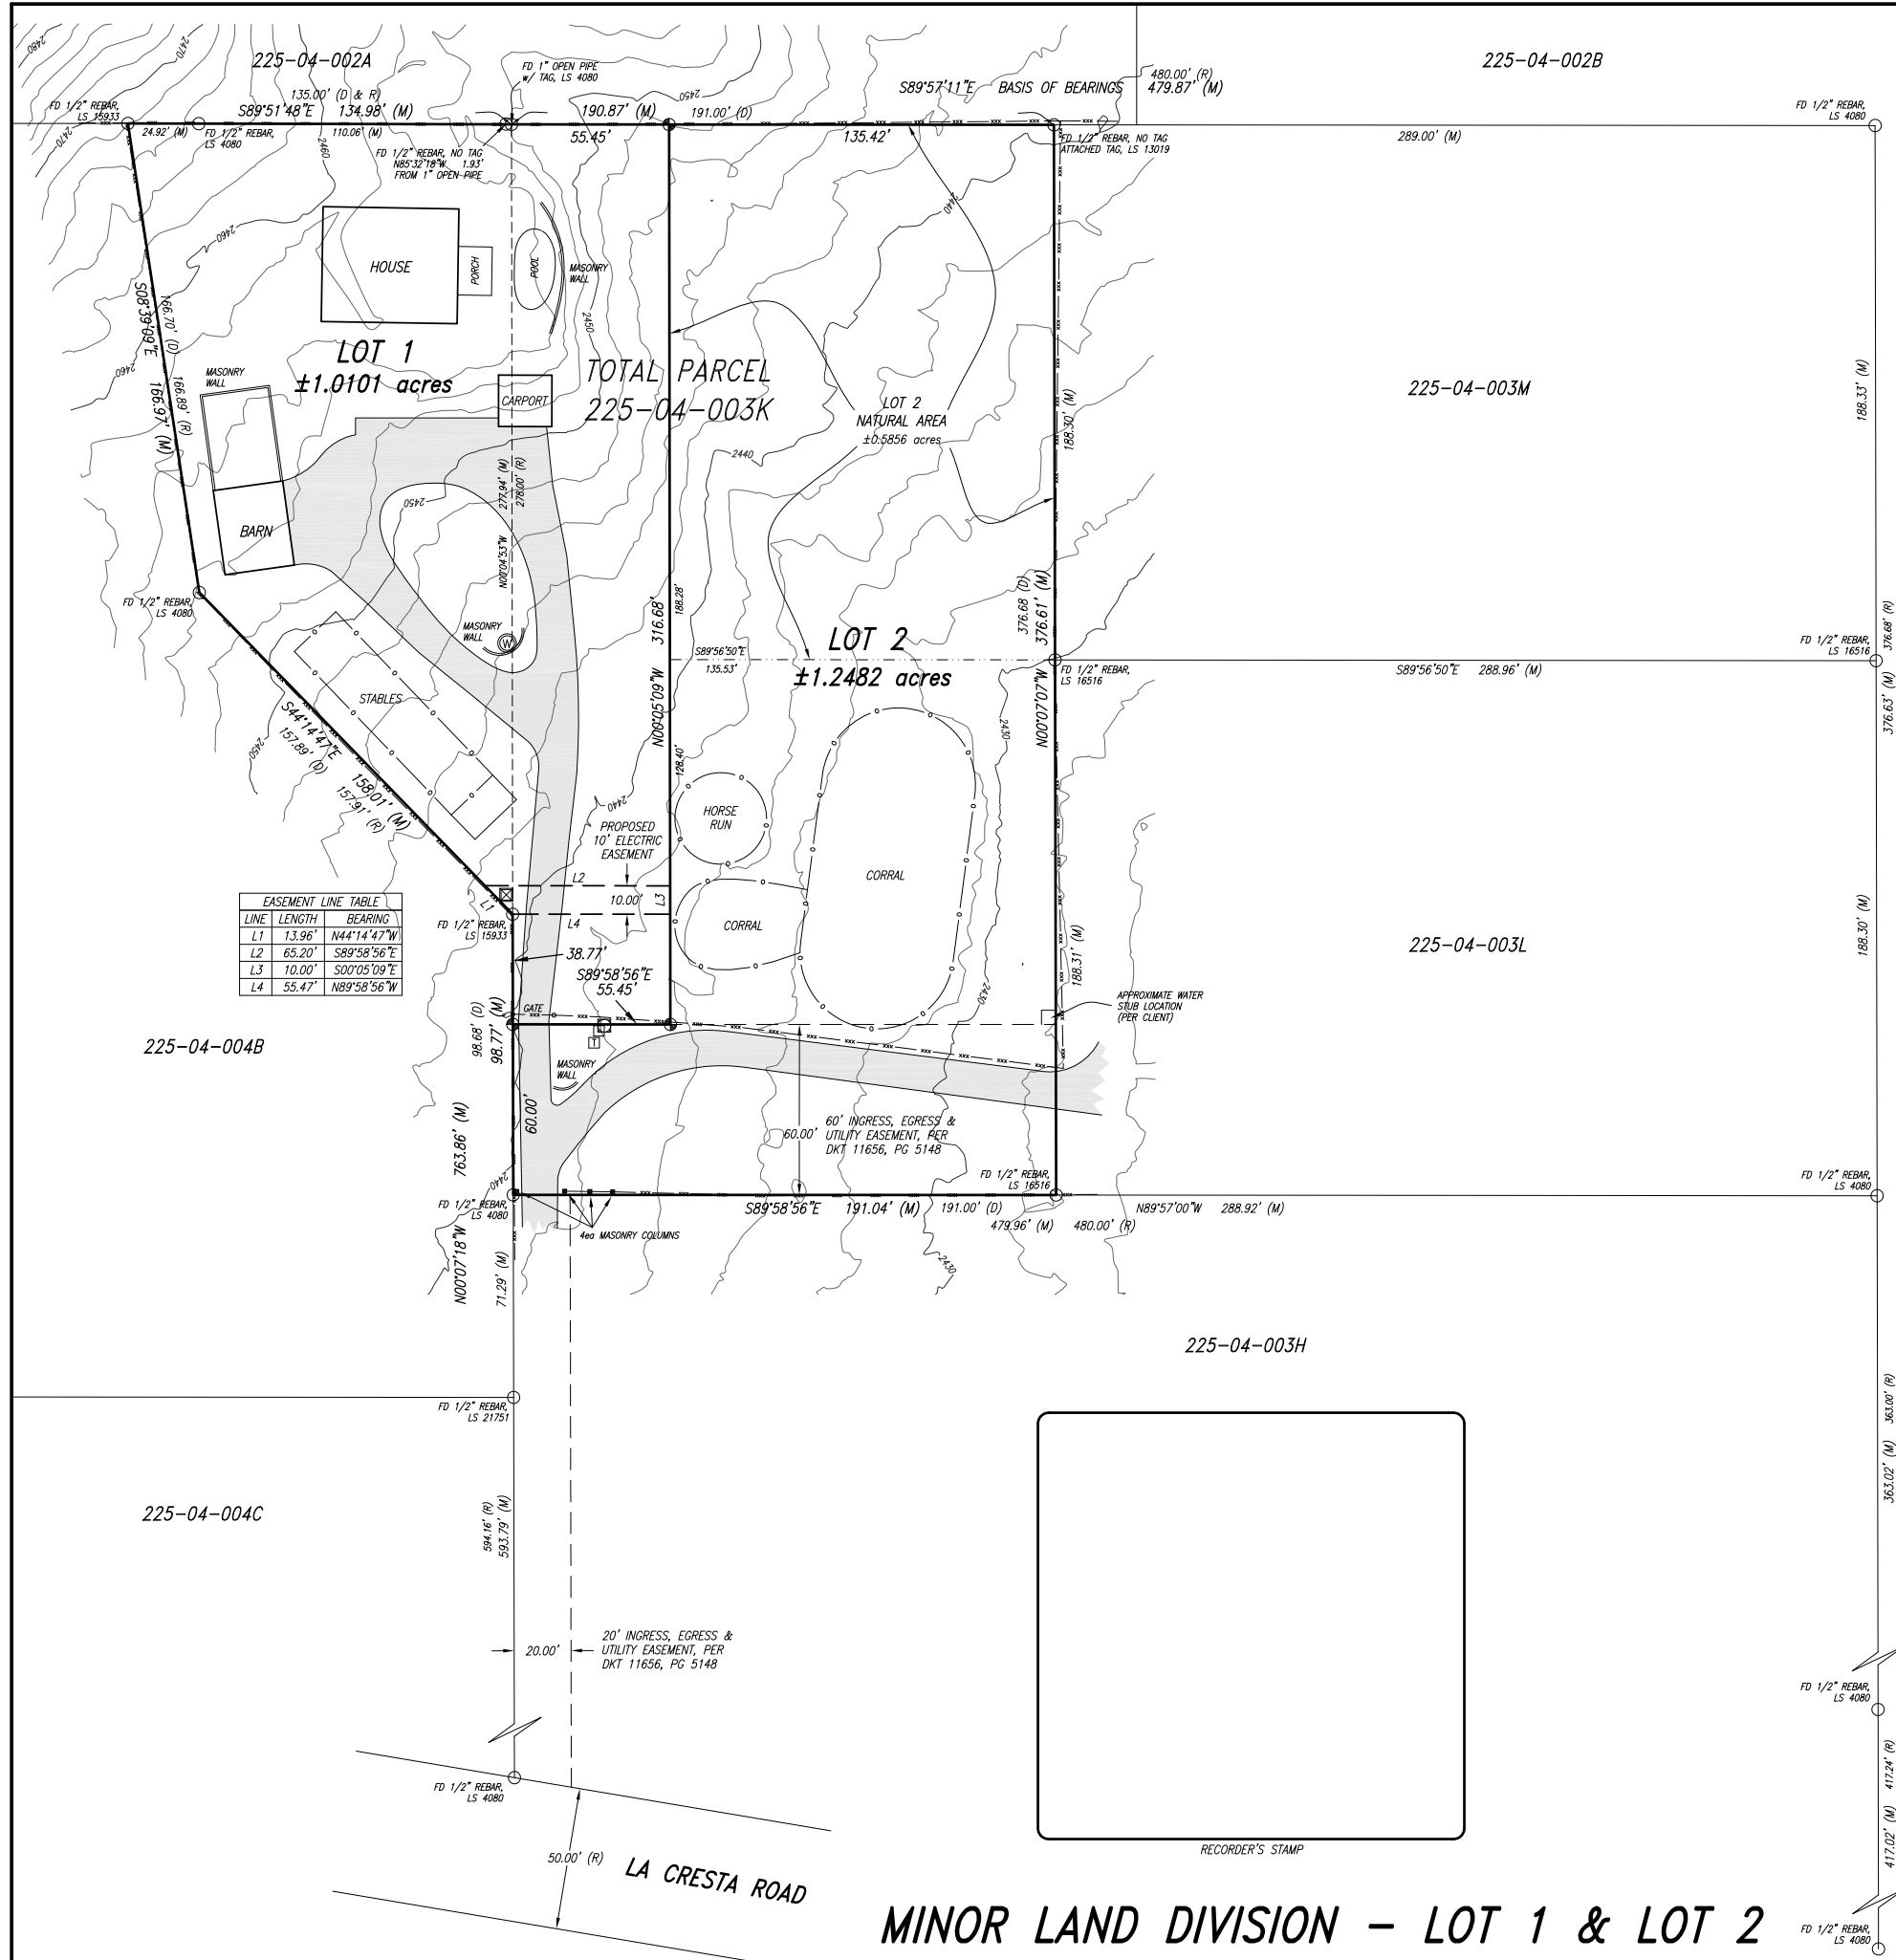 225-04-002A
225-04-002B
FD 1" OPEN PIPE
W/ TAG, LS 4080
135.00' (D & R)
S89°51'48"E 134.98' (M)
190.87' (M)
191.00' (D)
S89°57'11"E BASIS OF BEARINGS
480.00' (R)
479.87' (M)
FD 1/2" REBAR,
LS 15933
24.92' (M)
FD 1/2" REBAR,
LS 4080
110.06' (M)
FD 1/2" REBAR, NO TAG
N85°32'18"W 1.93'
FROM 1" OPEN PIPE
55.45'
135.42'
FD 1/2" REBAR, NO TAG
ATTACHED TAG, LS 13019
289.00' (M)
FD 1/2" REBAR,
LS 4080
2480
2470
2470
2460
2460
2460
2450
2450
2440
HOUSE
PORCH
POOL
MASONRY
WALL
S08°39'09"E 166.97' (M)
166.70' (D)
166.89' (R)
LOT 1
±1.0101 acres
MASONRY
WALL
TOTAL PARCEL
225-04-003K
CARPORT
LOT 2
NATURAL AREA
±0.5856 acres
225-04-003M
188.30' (M)
188.33' (M)
2440
2450
BARN
277.94' (M)
278.00' (R)
N00°04'53"W
FD 1/2" REBAR,
LS 4080
MASONRY
WALL
W
N00°05'09"W 316.68'
188.28'
128.40'
S89°56'50"E
135.53'
LOT 2
±1.2482 acres
376.68 (D)
376.61' (M)
N00°07'07"W
FD 1/2" REBAR,
LS 16516
S89°56'50"E 288.96' (M)
FD 1/2" REBAR,
LS 16516
376.63' (M) 376.68' (R)
STABLES
S44°14'47"E 158.01' (M)
157.89' (D)
157.91' (R)
2450
2440
2430
PROPOSED
10' ELECTRIC
EASEMENT
HORSE
RUN
CORRAL
CORRAL
L2
L1
L3
L4
10.00'
EASEMENT LINE TABLE
LINE LENGTH BEARING
L1 13.96' N44°14'47"W
L2 65.20' S89°58'56"E
L3 10.00' S00°05'09"E
L4 55.47' N89°58'56"W
FD 1/2" REBAR,
LS 15933
38.77'
S89°58'56"E
55.45'
225-04-003L
188.31' (M)
188.30' (M)
2430
APPROXIMATE WATER
STUB LOCATION
(PER CLIENT)
GATE
T
225-04-004B
98.68' (D)
98.77' (M)
MASONRY
WALL
60.00'
60.00'
60' INGRESS, EGRESS &
UTILITY EASEMENT, PER
DKT 11656, PG 5148
763.86' (M)
N00°07'18"W
2440
FD 1/2" REBAR,
LS 4080
FD 1/2" REBAR,
LS 16516
FD 1/2" REBAR,
LS 4080
S89°58'56"E 191.04' (M) 191.00' (D)
479.96' (M) 480.00' (R)
N89°57'00"W 288.92' (M)
4ea MASONRY COLUMNS
71.29' (M)
2430
225-04-003H
FD 1/2" REBAR,
LS 21751
363.02' (M) 363.00' (R)
225-04-004C
594.16' (R)
593.79' (M)
20.00'
20' INGRESS, EGRESS &
UTILITY EASEMENT, PER
DKT 11656, PG 5148
FD 1/2" REBAR,
LS 4080
FD 1/2" REBAR,
LS 4080
417.02' (M) 417.24' (R)
50.00' (R)
LA CRESTA ROAD
RECORDER'S STAMP
MINOR LAND DIVISION - LOT 1 & LOT 2
FD 1/2" REBAR,
LS 4080